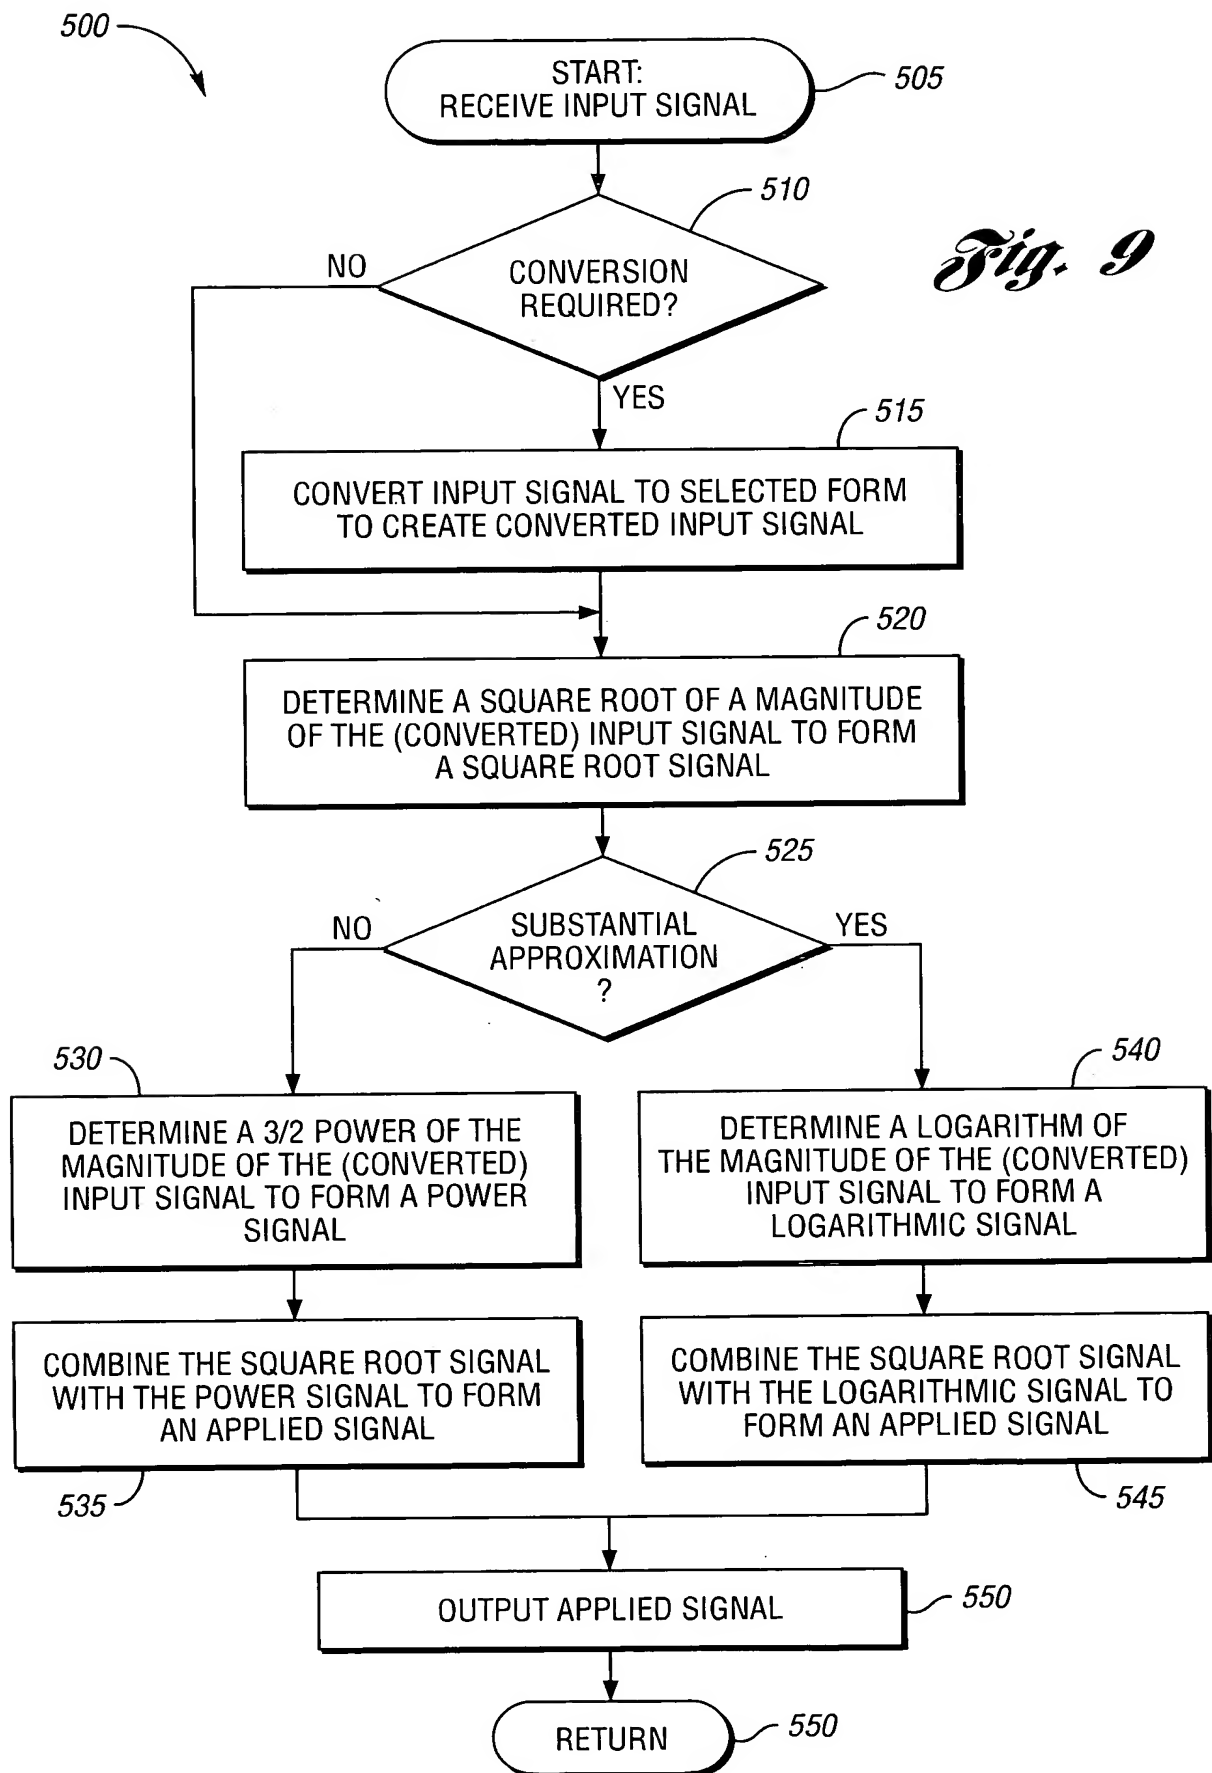 500
START:
RECEIVE INPUT SIGNAL
505
510
Fig. 9
NO
CONVERSION
REQUIRED?
YES
515
CONVERT INPUT SIGNAL TO SELECTED FORM
TO CREATE CONVERTED INPUT SIGNAL
520
DETERMINE A SQUARE ROOT OF A MAGNITUDE
OF THE (CONVERTED) INPUT SIGNAL TO FORM
A SQUARE ROOT SIGNAL
525
NO
SUBSTANTIAL
APPROXIMATION
?
YES
530
DETERMINE A 3/2 POWER OF THE
MAGNITUDE OF THE (CONVERTED)
INPUT SIGNAL TO FORM A POWER
SIGNAL
540
DETERMINE A LOGARITHM OF
THE MAGNITUDE OF THE (CONVERTED)
INPUT SIGNAL TO FORM A
LOGARITHMIC SIGNAL
COMBINE THE SQUARE ROOT SIGNAL
WITH THE POWER SIGNAL TO FORM
AN APPLIED SIGNAL
535
COMBINE THE SQUARE ROOT SIGNAL
WITH THE LOGARITHMIC SIGNAL TO
FORM AN APPLIED SIGNAL
545
OUTPUT APPLIED SIGNAL
550
RETURN
550